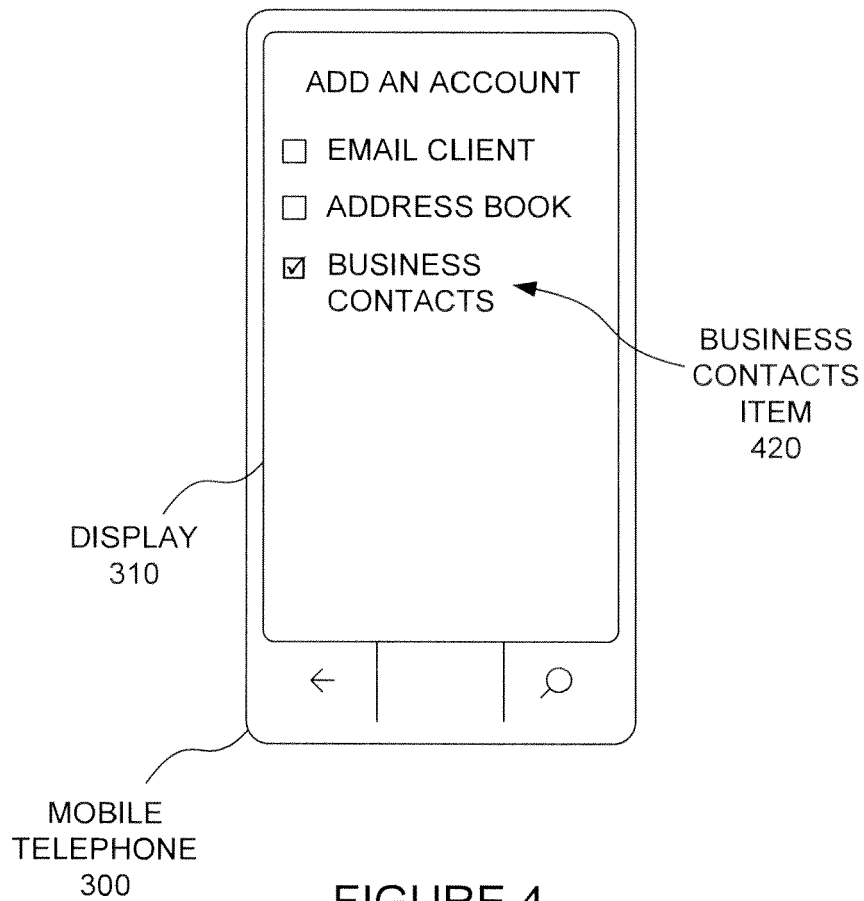 ADD AN ACCOUNT
EMAIL CLIENT
ADDRESS BOOK
BUSINESS
CONTACTS
BUSINESS
CONTACTS
ITEM
420
DISPLAY
310
MOBILE
TELEPHONE
300
FIGURE 4